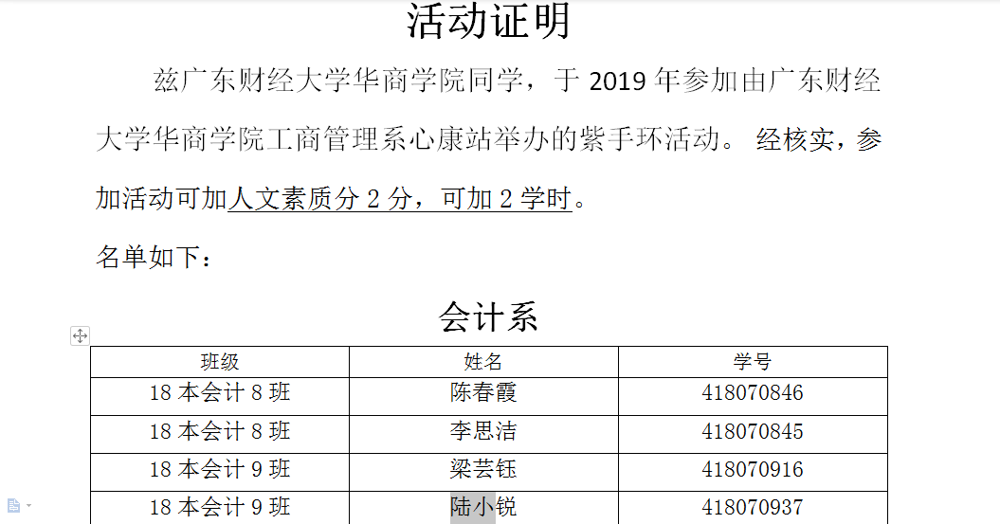 活动证明
兹广东财经大学华商学院同学，于 2019 年参加由广东财经
大学华商学院工商管理系心康站举办的紫手环活动。 经核实，参
加活动可加人文素质分 2 分，可加 2 学时。
名单如下：
会计系
班级 姓名 学号
18 本会计 8 班 陈春霞 418070846
18 本会计 8 班 李思洁 418070845
18 本会计 9 班 梁芸钰 418070916
18 本会计 9 班 陆小锐 418070937